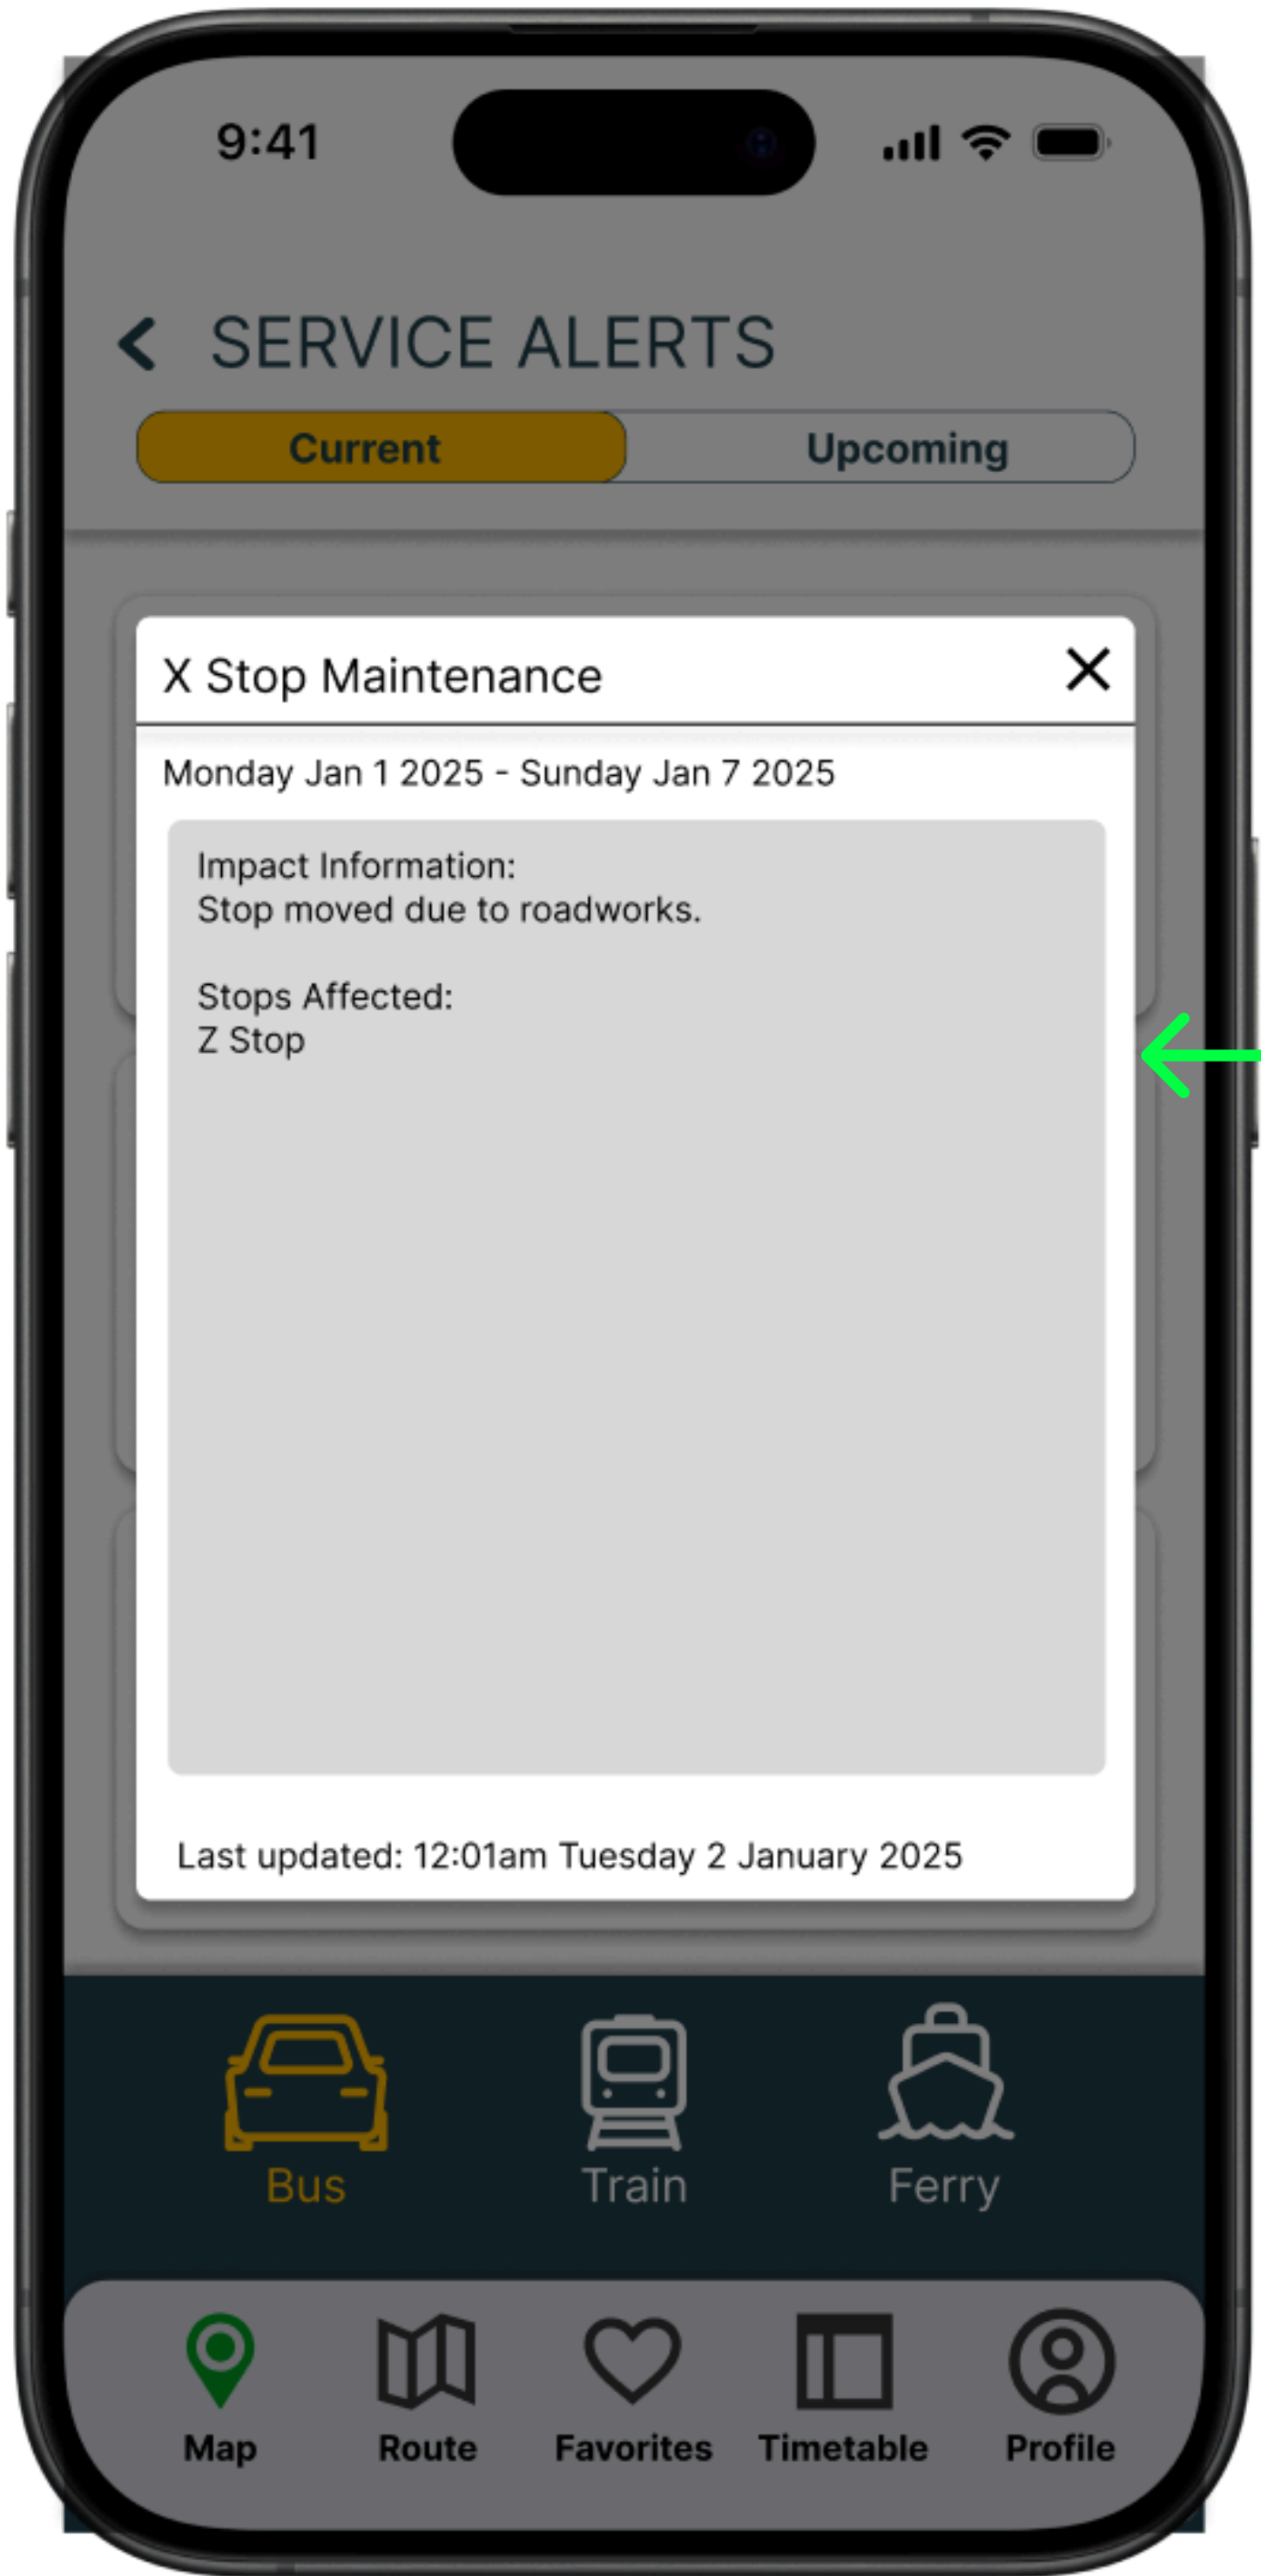 9:41
SERVICE ALERTS
Current Upcoming
X Stop Maintenance
Monday Jan 1 2025 - Sunday Jan 7 2025
Impact Information:
Stop moved due to roadworks.
Stops Affected:
Z Stop
Last updated: 12:01am Tuesday 2 January 2025
Bus Train Ferry
Map Route Favorites Timetable Profile